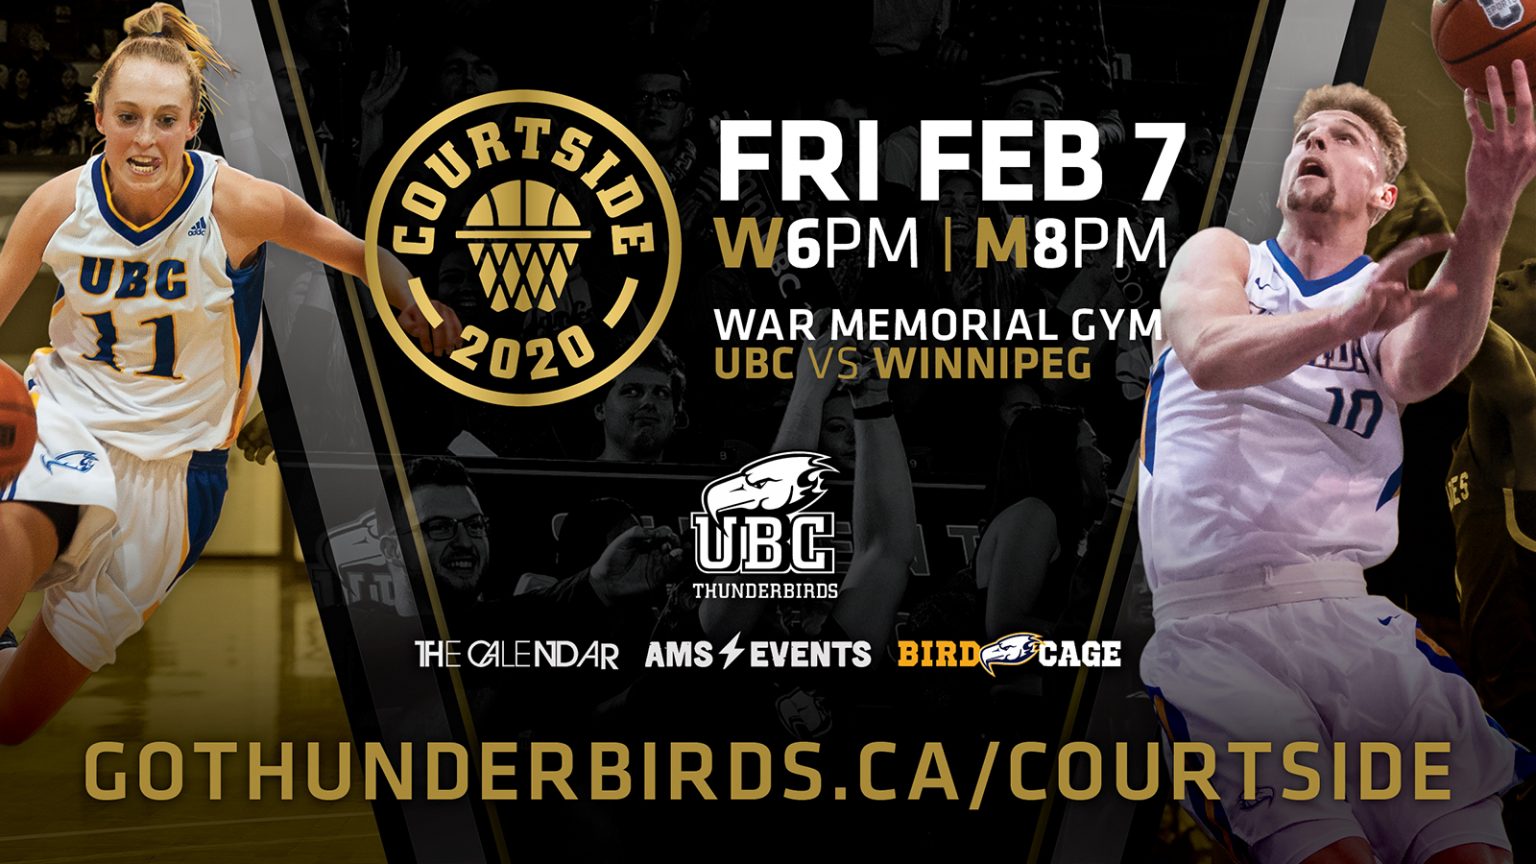 COURTSIDE
2020
FRI FEB 7
W6PM | M8PM
WAR MEMORIAL GYM
UBC VS WINNIPEG
UBC
11
adidas
10
UBC
THUNDERBIRDS
THE CALENDAR
AMS EVENTS
BIRD CAGE
GOTHUNDERBIRDS.CA/COURTSIDE